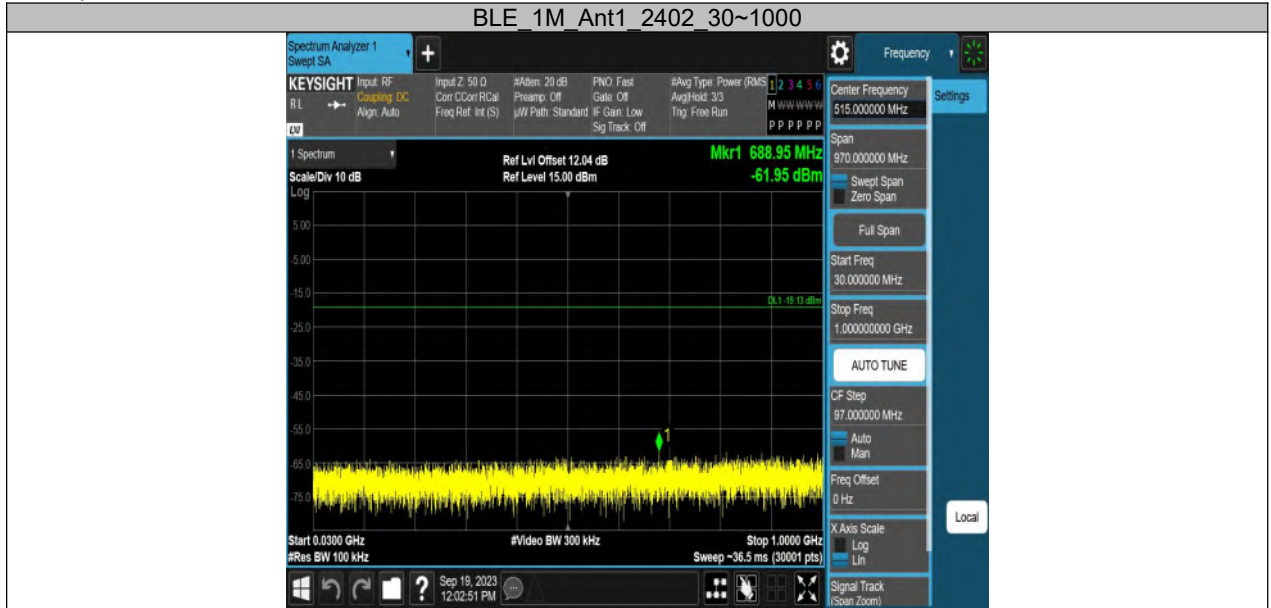 BLE_1M_Ant1_2402_30~1000
Spectrum Analyzer 1
Swept SA
+
Frequency
KEYSIGHT
RL
LXI
Input: RF
Coupling: DC
Align: Auto
Input Z: 50 Ω
Corr CCorr RCal
Freq Ref: Int (S)
#Atten: 20 dB
Preamp: Off
µW Path: Standard
PNO: Fast
Gate: Off
IF Gain: Low
Sig Track: Off
#Avg Type: Power (RMS
Avg|Hold: 3/3
Trig: Free Run
1 2 3 4 5 6
M W W W W W
P P P P P P
1 Spectrum
Scale/Div 10 dB
Log
Ref Lvl Offset 12.04 dB
Ref Level 15.00 dBm
Mkr1 688.95 MHz
-61.95 dBm
5.00
-5.00
-15.0
-25.0
-35.0
-45.0
-55.0
-65.0
-75.0
DL1 -19.13 dBm
1
Start 0.0300 GHz
#Res BW 100 kHz
#Video BW 300 kHz
Stop 1.0000 GHz
Sweep ~36.5 ms (30001 pts)
?
Sep 19, 2023
12:02:51 PM
Center Frequency
515.000000 MHz
Span
970.000000 MHz
Swept Span
Zero Span
Full Span
Start Freq
30.000000 MHz
Stop Freq
1.000000000 GHz
AUTO TUNE
CF Step
97.000000 MHz
Auto
Man
Freq Offset
0 Hz
X Axis Scale
Log
Lin
Signal Track
(Span Zoom)
Settings
Local